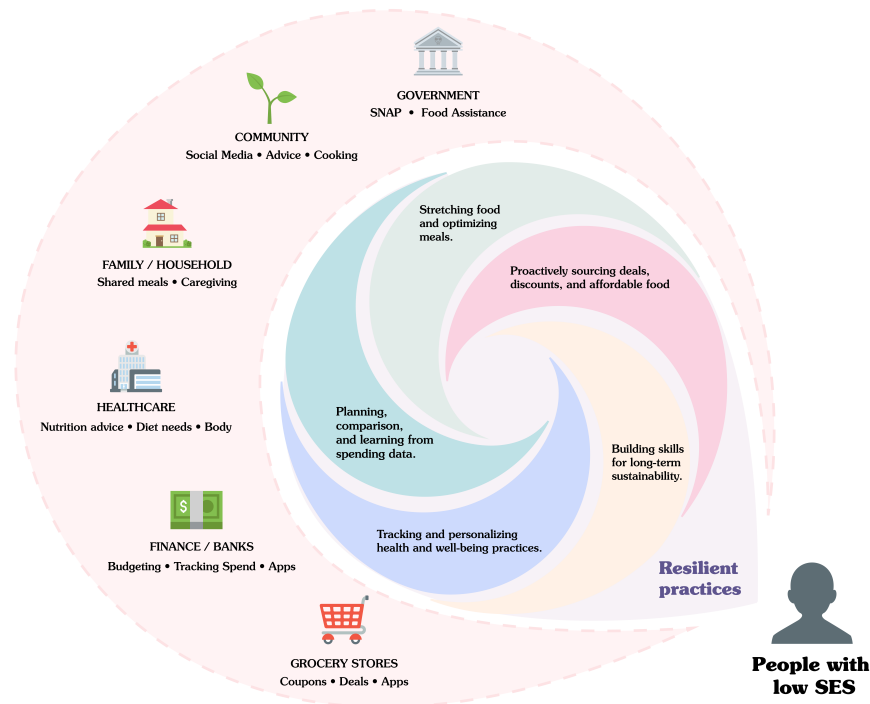 GOVERNMENT
SNAP • Food Assistance
COMMUNITY
Social Media • Advice • Cooking
FAMILY / HOUSEHOLD
Shared meals • Caregiving
HEALTHCARE
Nutrition advice • Diet needs • Body
$
FINANCE / BANKS
Budgeting • Tracking Spend • Apps
GROCERY STORES
Coupons • Deals • Apps
Stretching food
and optimizing
meals.
Proactively sourcing deals,
discounts, and affordable food
Planning,
comparison,
and learning from
spending data.
Building skills
for long-term
sustainability.
Tracking and personalizing
health and well-being practices.
Resilient
practices
People with
low SES